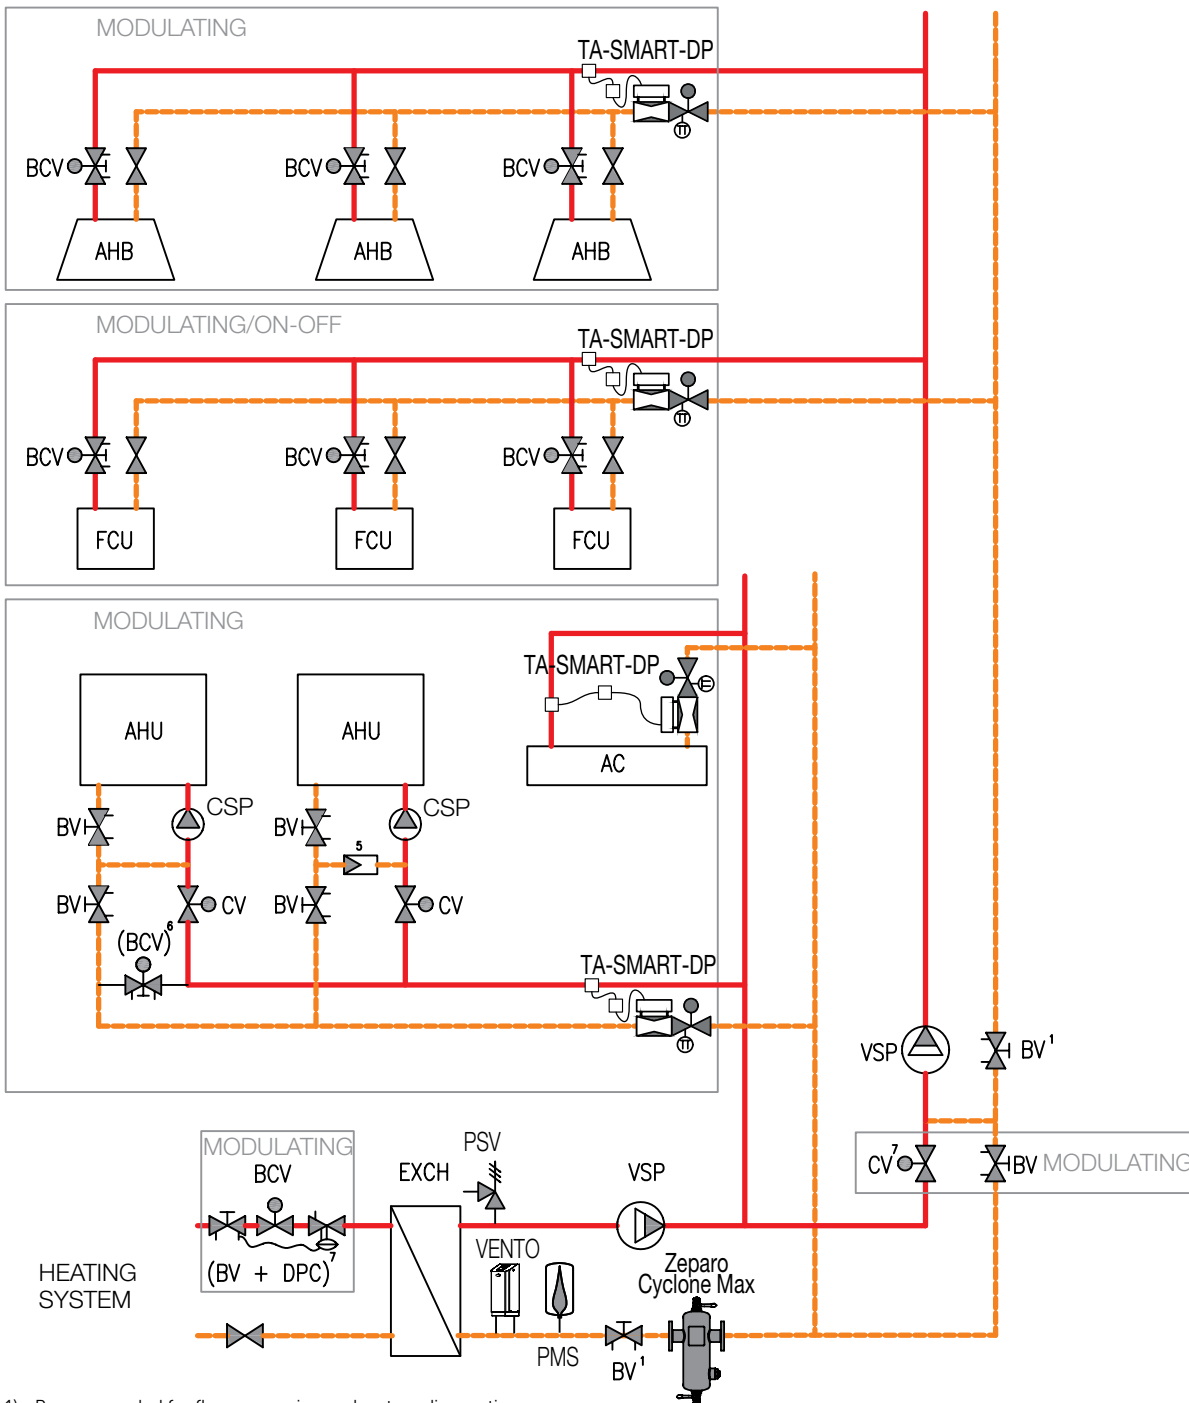 MODULATING
TA-SMART-DP
BCV
BCV
BCV
AHB
AHB
AHB
MODULATING/ON-OFF
TA-SMART-DP
BCV
BCV
BCV
FCU
FCU
FCU
MODULATING
TA-SMART-DP
AHU
AHU
AC
CSP
CSP
BV
BV
5
BV
CV
BV
CV
(BCV)6
TA-SMART-DP
VSP
BV1
MODULATING
BCV
PSV
EXCH
VSP
CV7
BV
MODULATING
(BV + DPC)7
VENTO
Zeparo
Cyclone Max
HEATING
SYSTEM
PMS
BV1